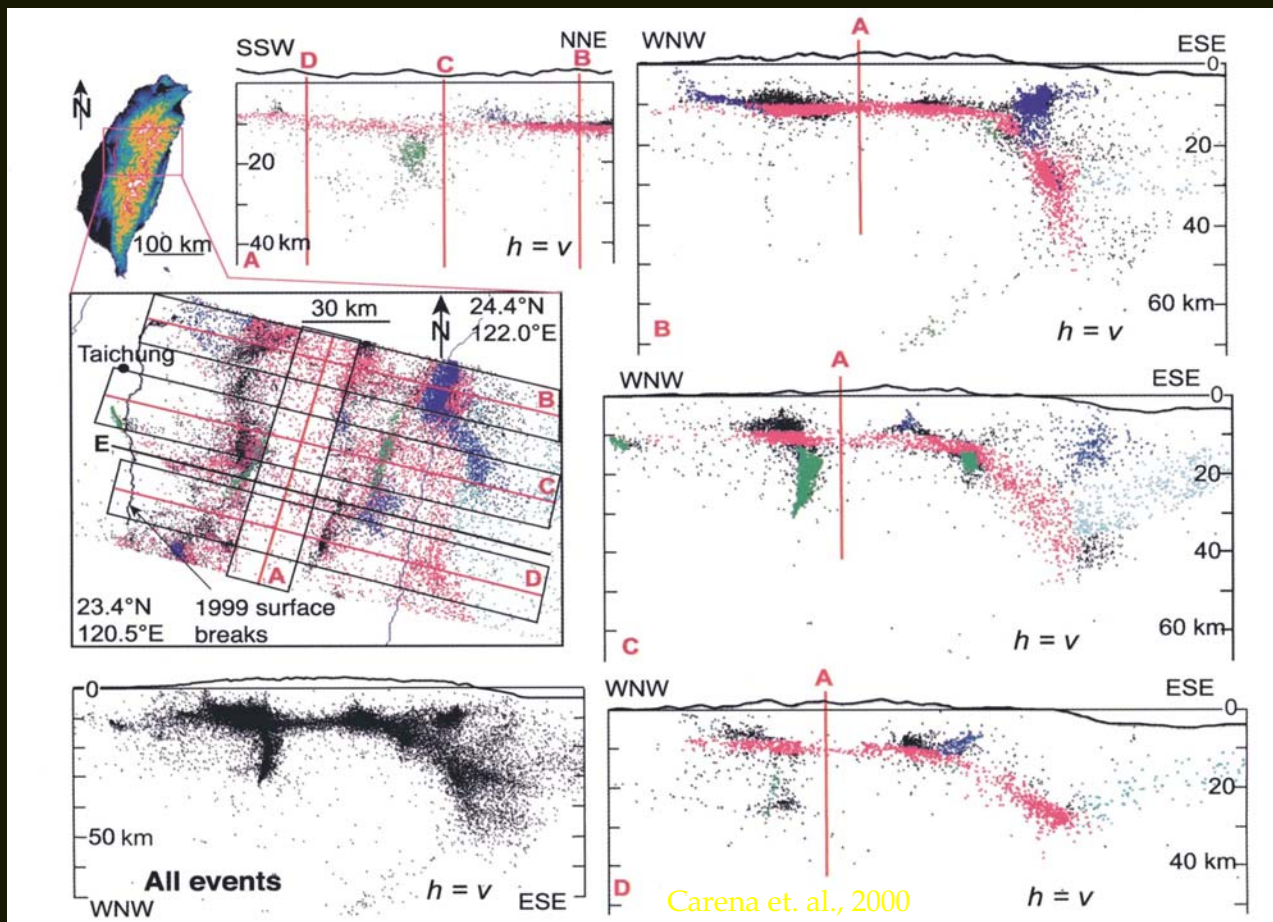 N
100 km
SSW
NNE
D
C
B
20
40 km
A
h = v
WNW
A
ESE
0
20
40
60 km
B
h = v
30 km
N
24.4°N
122.0°E
Taichung
E
B
C
D
A
23.4°N
120.5°E
1999 surface
breaks
WNW
A
ESE
0
20
40
60 km
C
h = v
0
50 km
All events
h = v
WNW
ESE
WNW
A
ESE
0
20
40 km
D
h = v
Carena et. al., 2000